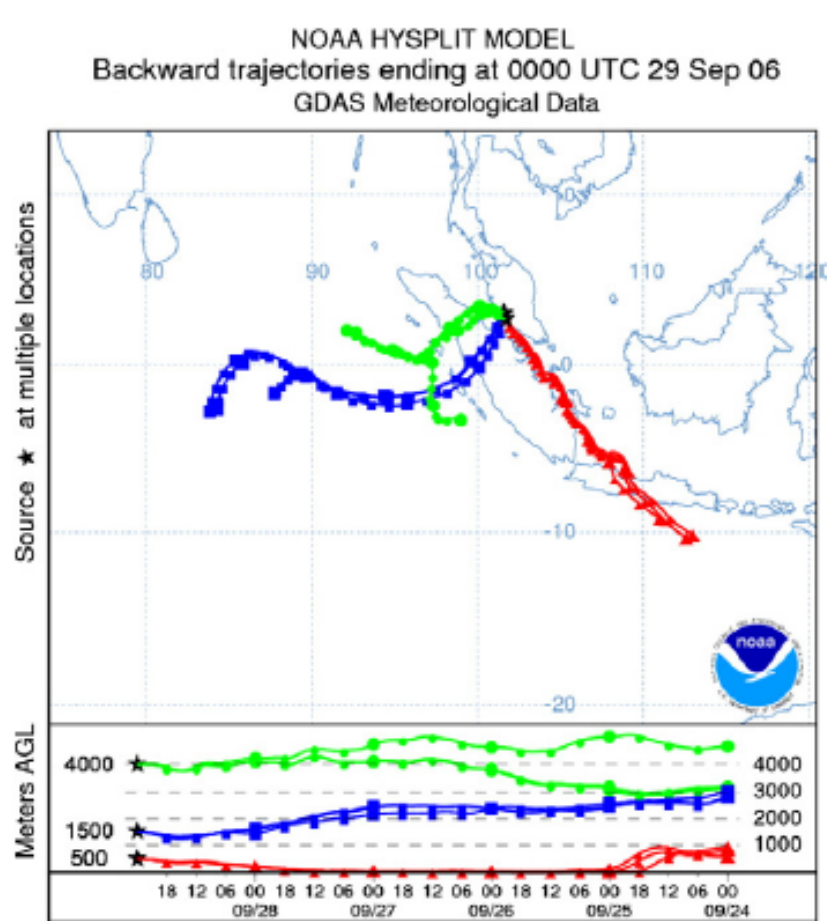 NOAA HYSPLIT MODEL
Backward trajectories ending at 0000 UTC 29 Sep 06
GDAS Meteorological Data
Source ★ at multiple locations
80 90 100 110 120
0
-10
-20
noaa
Meters AGL
4000
1500
500
4000
3000
2000
1000
18 12 06 00 18 12 06 00 18 12 06 00 18 12 06 00 18 12 06 00
09/28 09/27 09/26 09/25 09/24